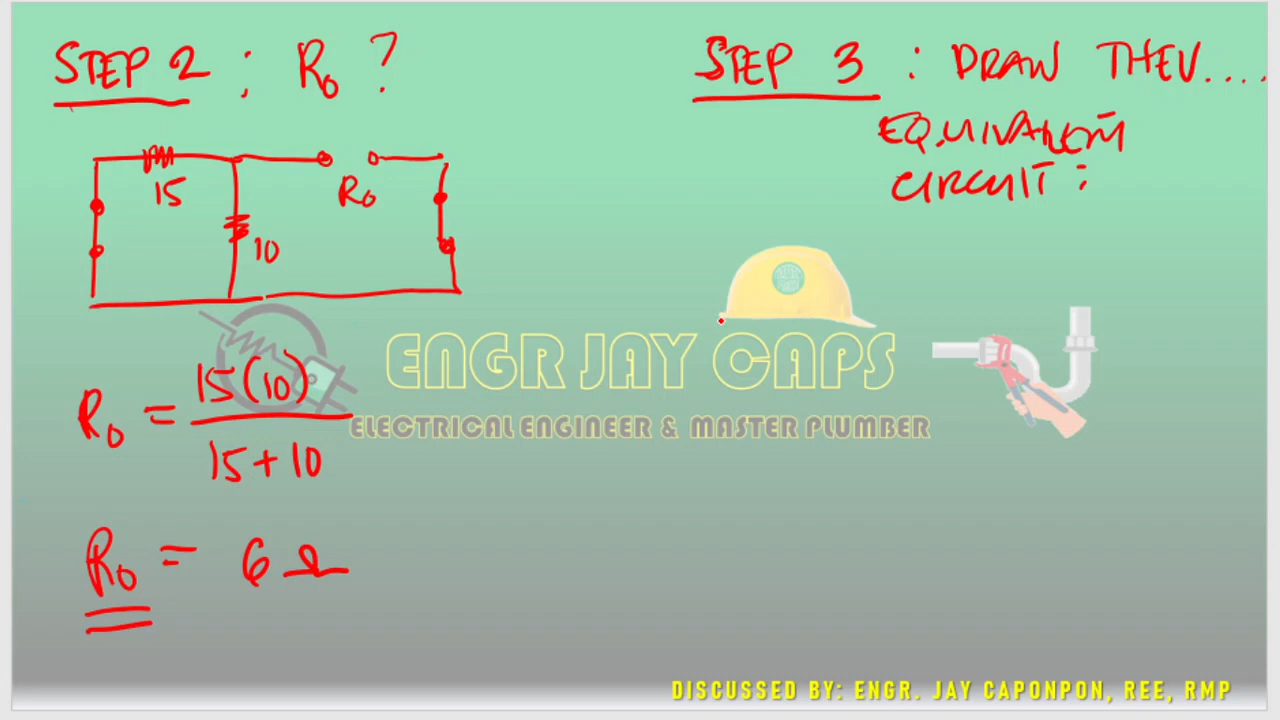 STEP 2 ; R0 ?
15
R0
10
R0 = 15(10)
15 + 10
R0 = 6 Ω
STEP 3 : DRAW THEV....
EQUIVALENT
CIRCUIT :
ENGR JAY CAPS
ELECTRICAL ENGINEER & MASTER PLUMBER
DISCUSSED BY: ENGR. JAY CAPONPON, REE, RMP